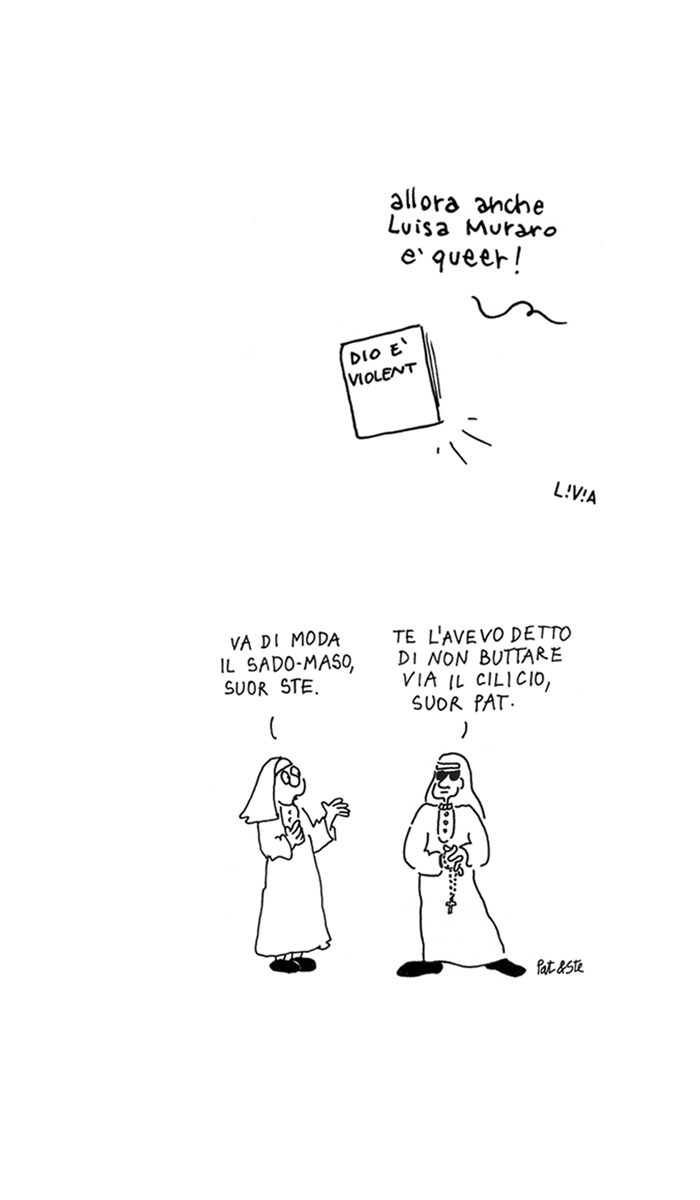 allora anche
Luisa Muraro
e' queer!
DIO E'
VIOLENT
L!V!A
VA DI MODA
IL SADO-MASO,
SUOR STE.
TE L'AVEVO DETTO
DI NON BUTTARE
VIA IL CILICIO,
SUOR PAT.
Pat &Ste